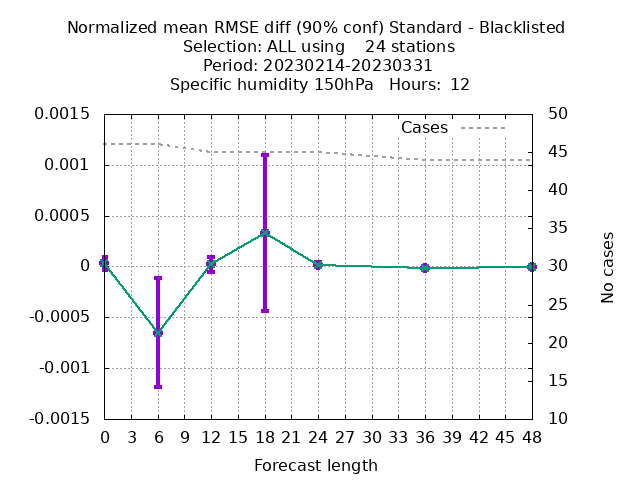 Normalized mean RMSE diff (90% conf) Standard - Blacklisted
Selection: ALL using    24 stations
Period: 20230214-20230331
Specific humidity 150hPa   Hours:  12
Cases
0.0015
0.001
0.0005
0
-0.0005
-0.001
-0.0015
50
45
40
35
30
25
20
15
10
No cases
0 3 6 9 12 15 18 21 24 27 30 33 36 39 42 45 48
Forecast length